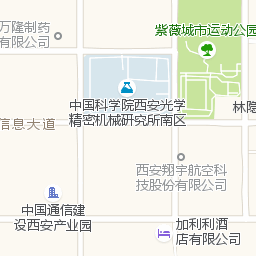 紫薇城市运动公园
万隆制药
有限公司
中国科学院西安光学
精密机械研究所南区
林隐
信息大道
西安翔宇航空科
技股份有限公司
中国通信建
设西安产业园
加利利酒
店有限公司